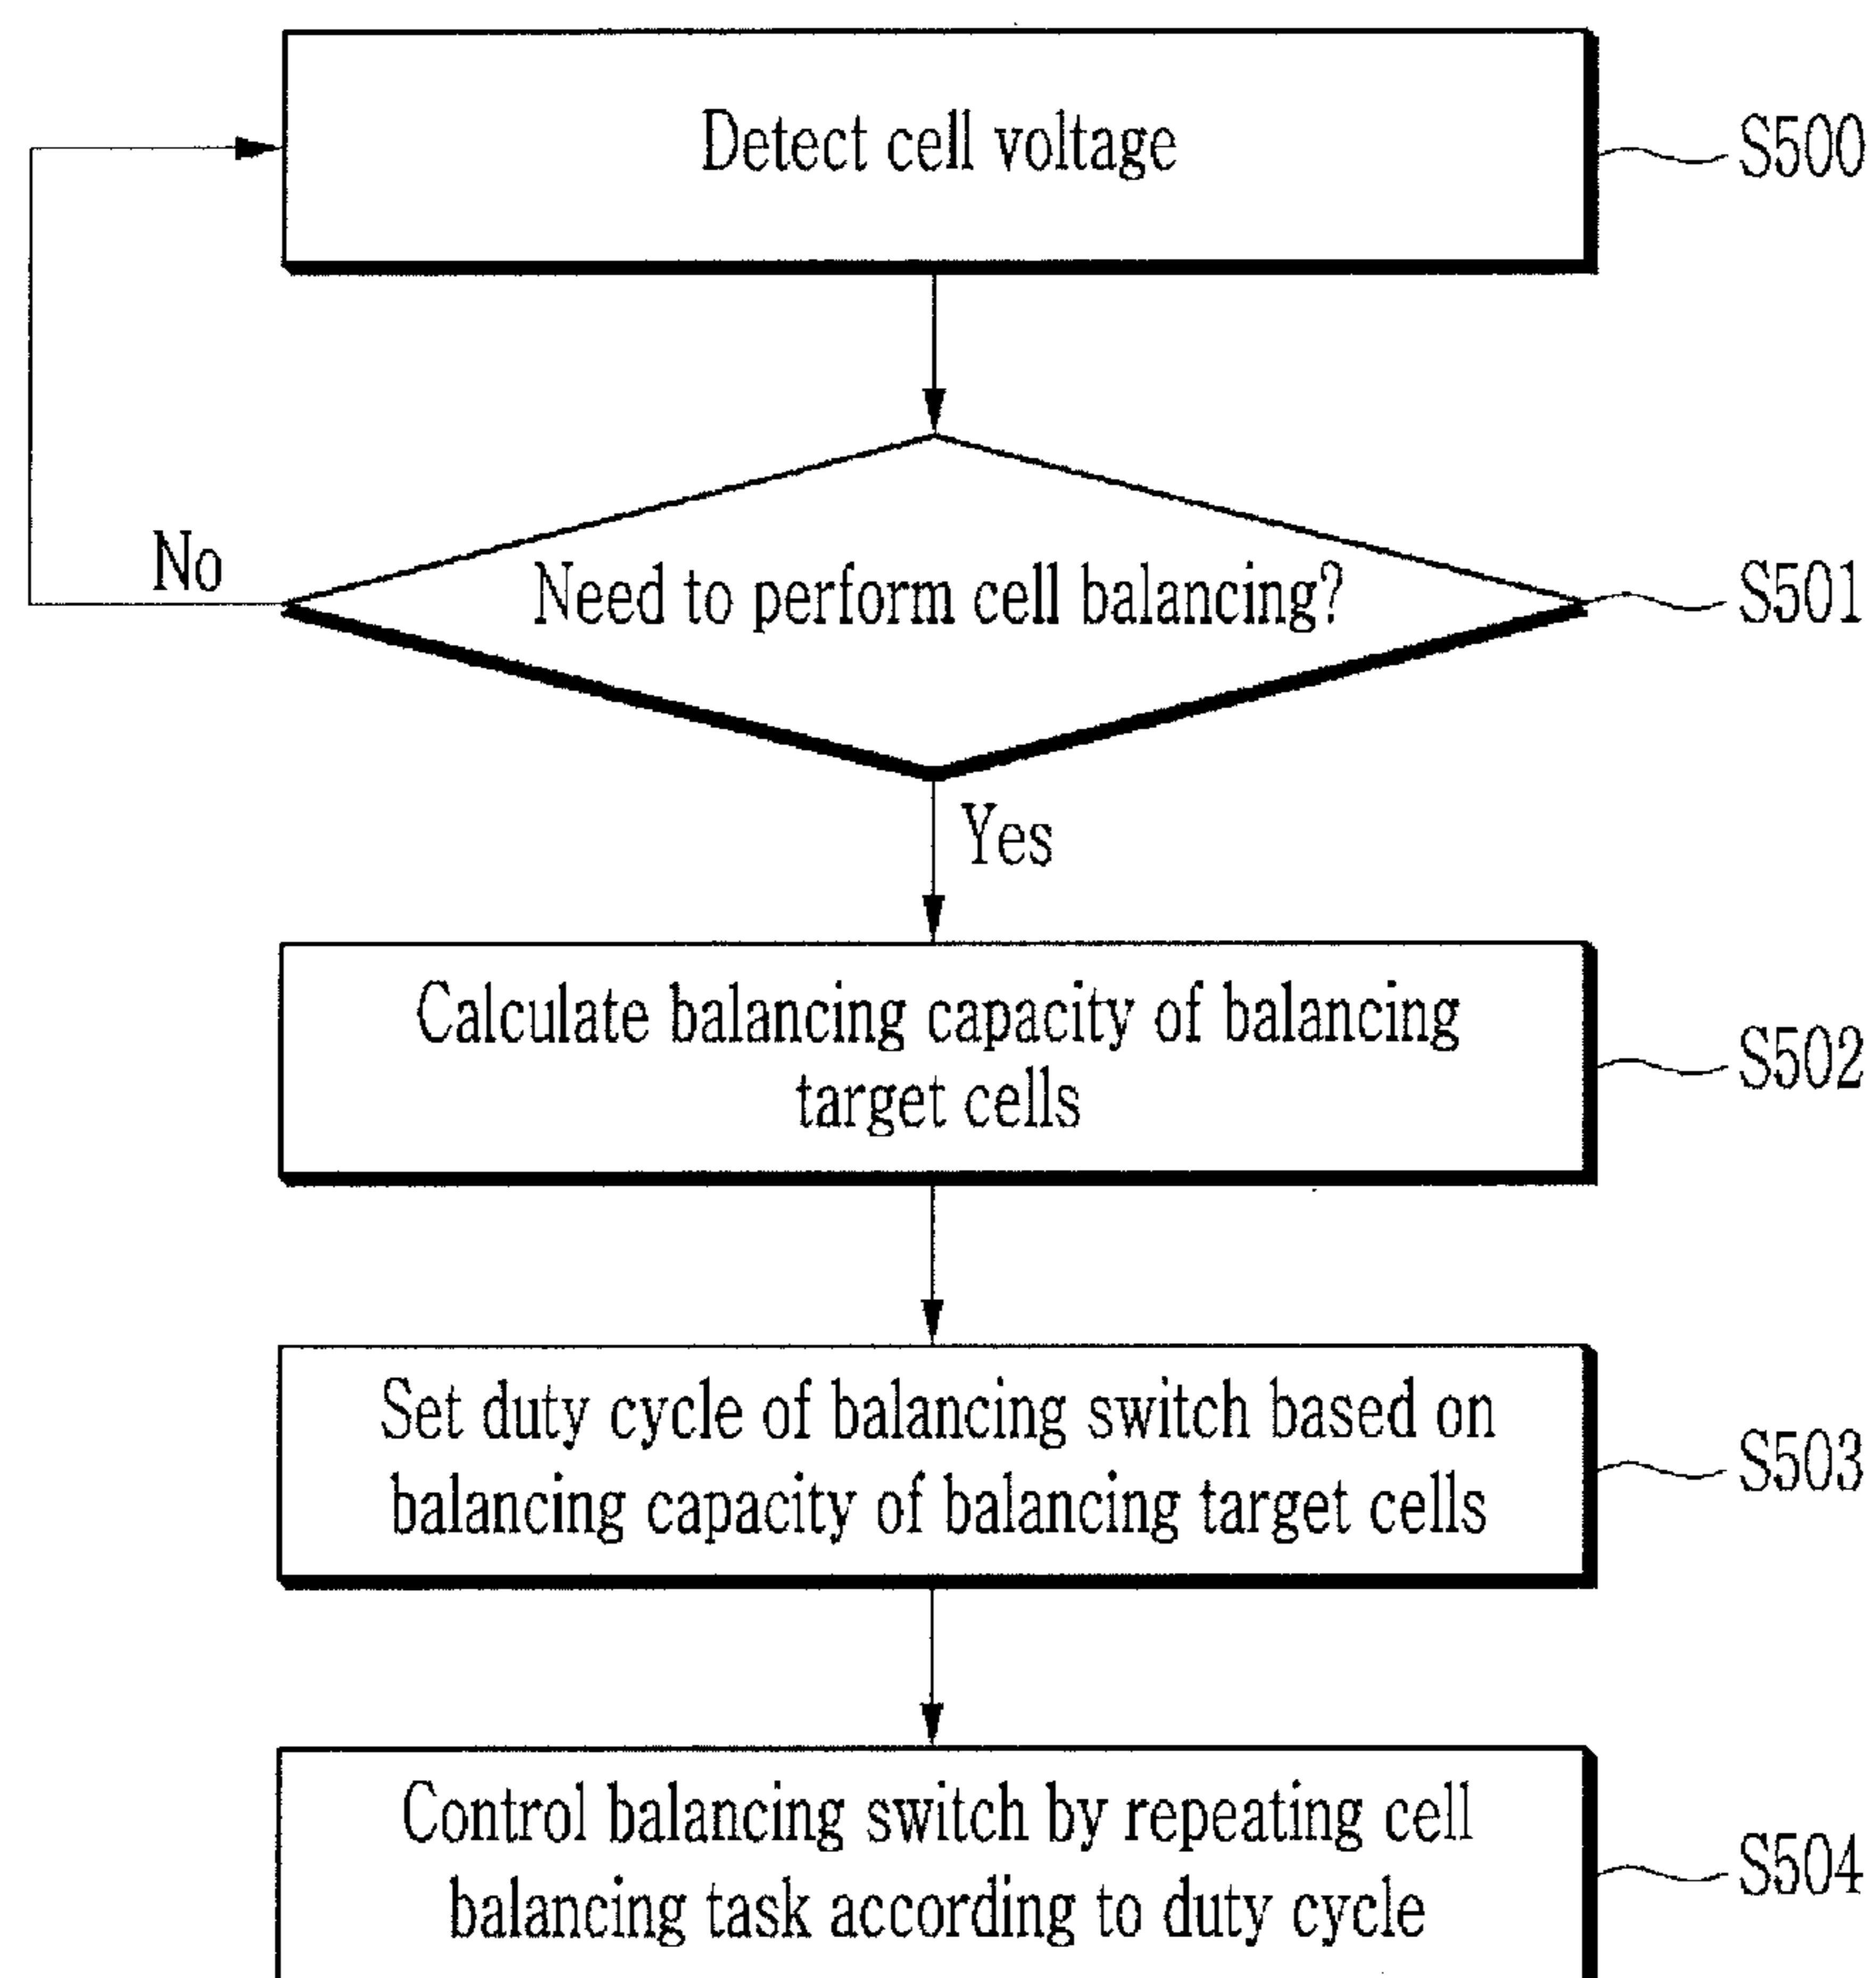 Detect cell voltage
S500
No
Need to perform cell balancing?
S501
Yes
Calculate balancing capacity of balancing
target cells
S502
Set duty cycle of balancing switch based on
balancing capacity of balancing target cells
S503
Control balancing switch by repeating cell
balancing task according to duty cycle
S504